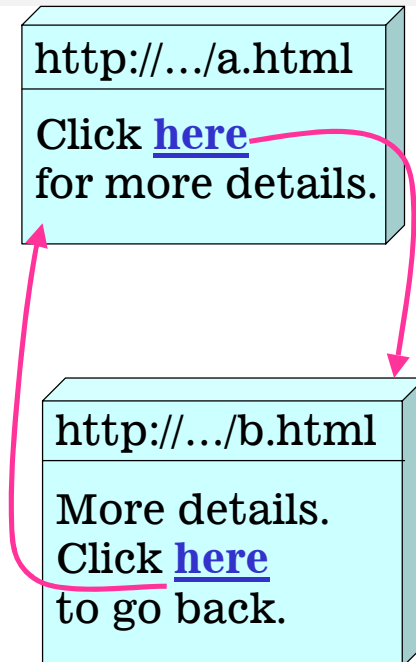 http://…/a.html
Click here
for more details.
http://…/b.html
More details.
Click here
to go back.